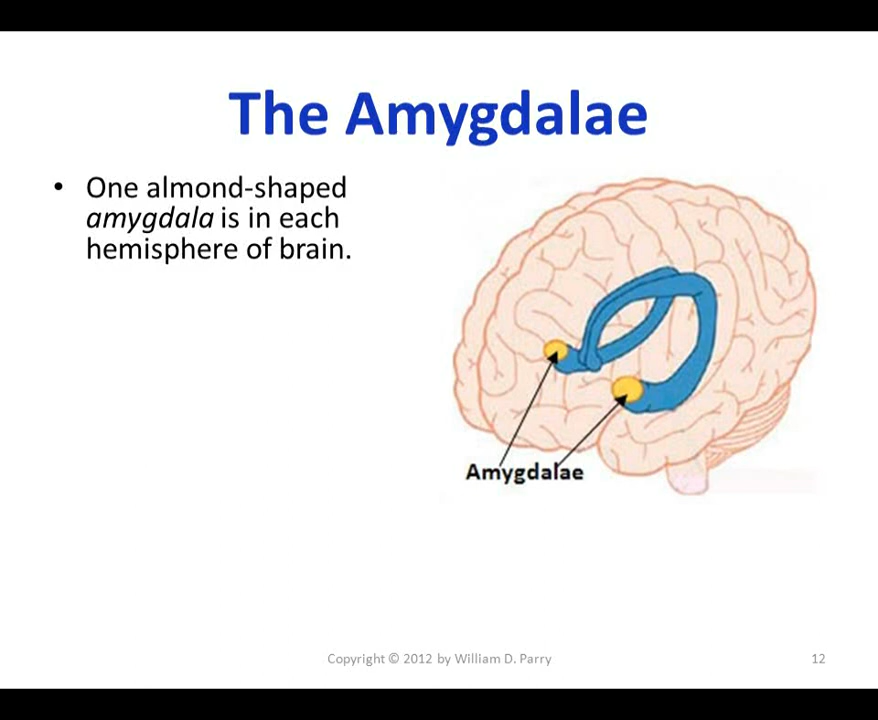 The Amygdalae
• One almond-shaped
amygdala is in each
hemisphere of brain.
Amygdalae
Copyright © 2012 by William D. Parry
12